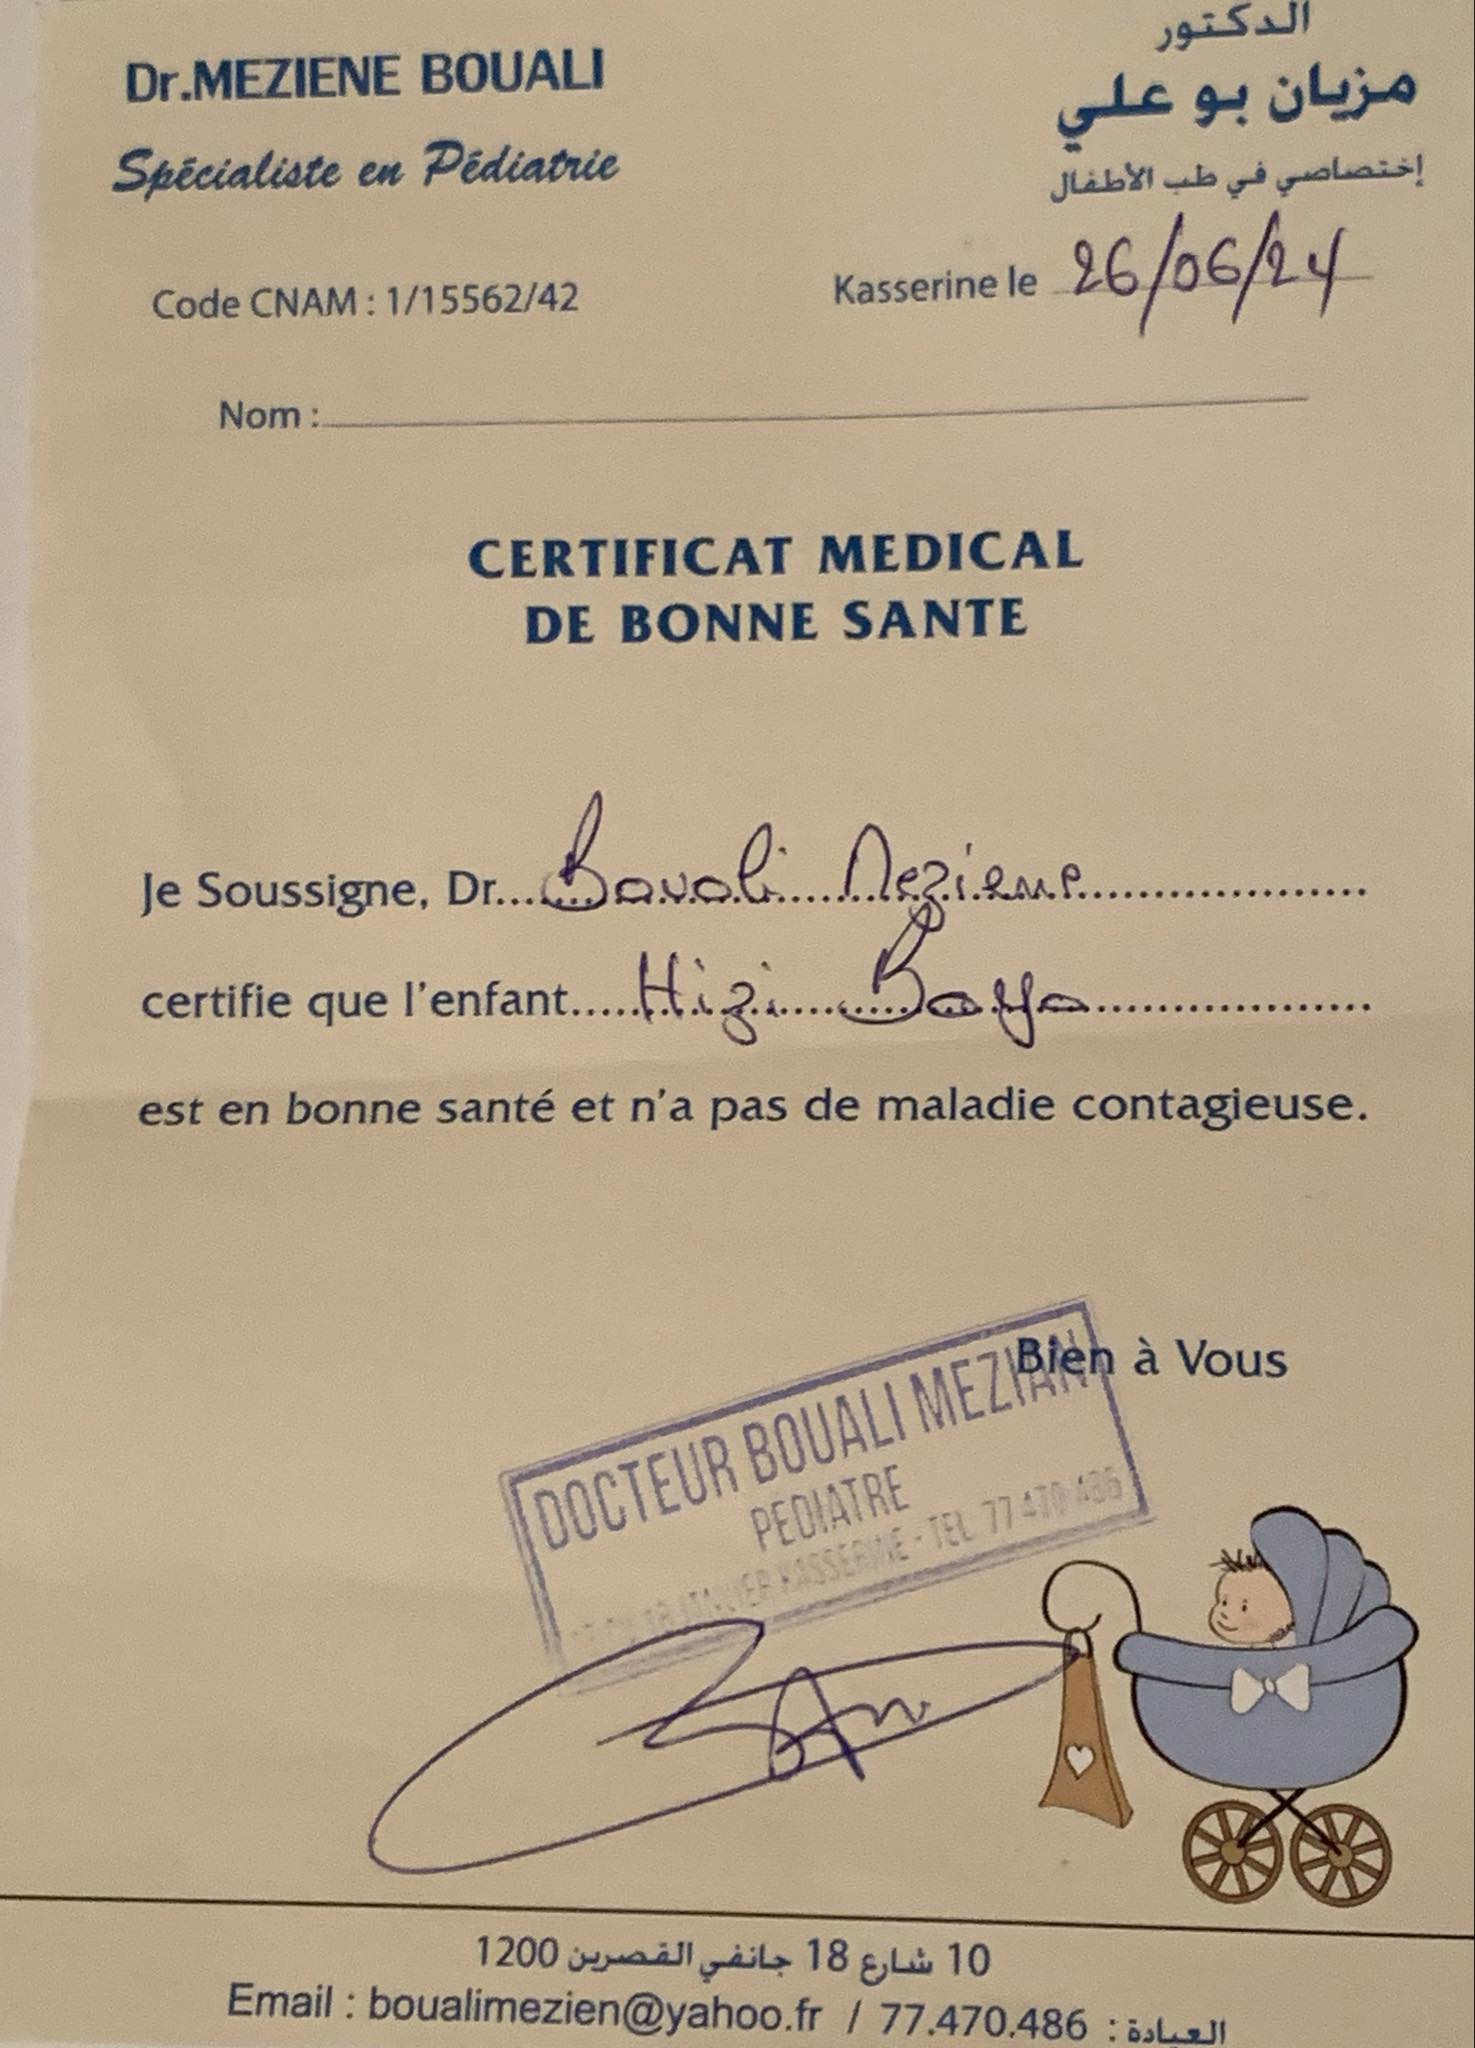 Dr.MEZIENE BOUALI
Spécialiste en Pédiatrie
الدكتور
مزيان بو علي
إختصاصي في طب الأطفال
Code CNAM : 1/15562/42
Kasserine le 26/06/24
Nom :
CERTIFICAT MEDICAL
DE BONNE SANTE
Je Soussigne, Dr...Bouali Meziene...
certifie que l'enfant...Hizi Baya...
est en bonne santé et n'a pas de maladie contagieuse.
Bien à Vous
DOCTEUR BOUALI MEZIAN
PEDIATRE
JANVIER KASSERINE - TEL 77 470 486
10 شارع 18 جانفي القصرين 1200
Email : boualimezien@yahoo.fr / 77.470.486 : العيادة